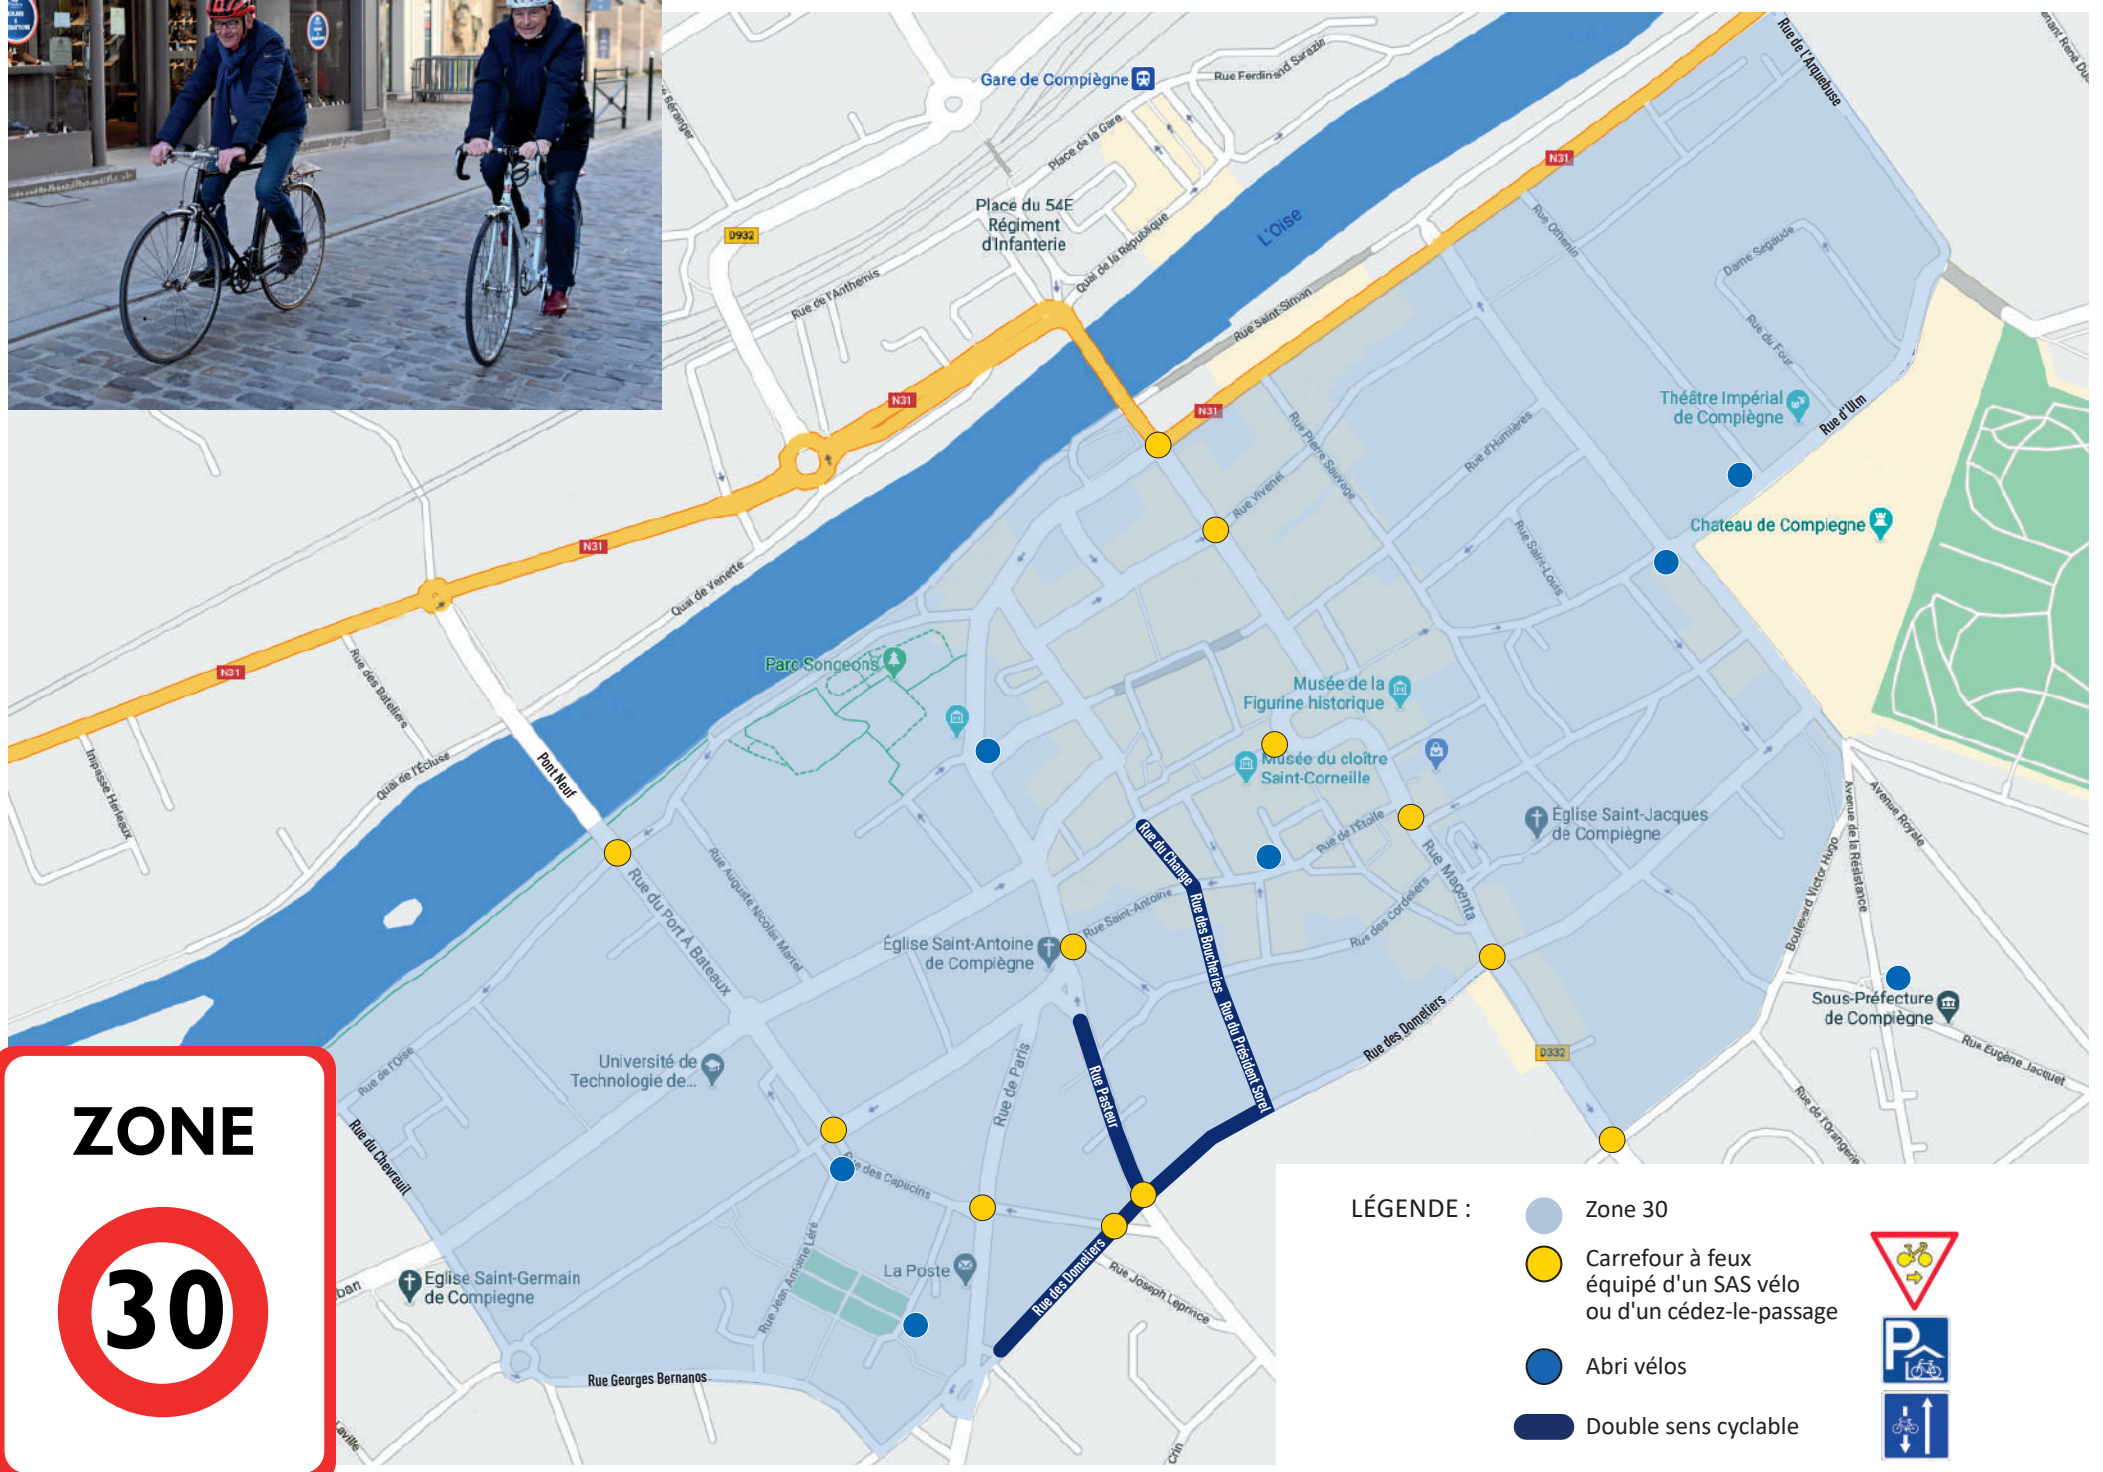 Gare de Compiègne
Rue Ferdinand Sarazin
Rue de l'Arquebuse
Place de la Gare
N31
Place du 54E
Régiment
d'Infanterie
D932
Quai de la République
L'Oise
Rue Othenin
Dame Segaude
Rue de l'Anthemis
Rue Saint-Simon
Rue du Four
N31
N31
Théâtre Impérial
de Compiègne
Rue d'Ulm
Rue Pierre Sauvage
Rue d'Humières
Rue Vivenel
Chateau de Compiegne
Rue Saint-Louis
N31
Quai de Venette
N31
Rue des Bateliers
Parc Songeons
Musée de la
Figurine historique
Musée du cloître
Saint-Corneille
Pont Neuf
Quai de l'Écluse
Impasse Herleaux
Rue du Change
Rue de l'Étoile
Rue Magenta
Église Saint-Jacques
de Compiègne
Avenue de la Résistance
Avenue Royale
Boulevard Victor Hugo
Rue du Port À Bateaux
Rue Auguste Nicolas Martel
Rue Saint-Antoine
Rue des Boucheries
Rue des Cordeliers
Église Saint-Antoine
de Compiègne
Rue du Président Sorel
Rue des Domeliers
Sous-Préfecture
de Compiègne
D332
Rue Eugène Jacquet
Rue de l'Orangerie
Rue de l'Oise
Université de
Technologie de...
Rue de Paris
Rue Pasteur
ZONE
30
Rue du Chevreuil
Rue des Capucins
Rue Jean Antoine Léré
La Poste
Rue des Domeliers
Rue Joseph Leprince
Eglise Saint-Germain
de Compiegne
ban
Rue Georges Bernanos
Laville
crin
LÉGENDE :
Zone 30
Carrefour à feux
équipé d'un SAS vélo
ou d'un cédez-le-passage
Abri vélos
P
Double sens cyclable